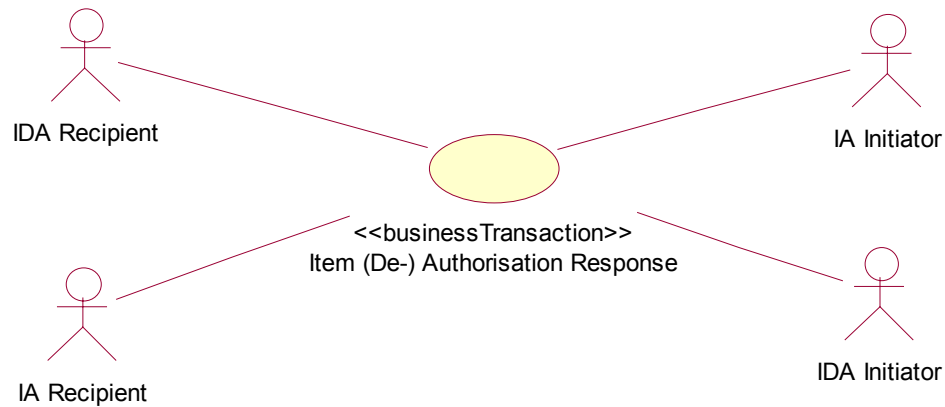 IDA Recipient
IA Initiator
<<businessTransaction>>
Item (De-) Authorisation Response
IA Recipient
IDA Initiator